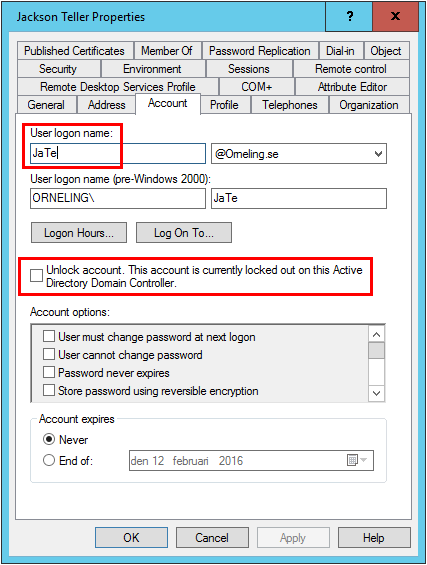 Jackson Teller Properties
?
x
Published Certificates Member Of Password Replication Dial-in Object
Security Environment Sessions Remote control
Remote Desktop Services Profile COM+ Attribute Editor
General Address Account Profile Telephones Organization
User logon name:
JaTe @Orneling.se
User logon name (pre-Windows 2000):
ORNELING\ JaTe
Logon Hours... Log On To...
Unlock account. This account is currently locked out on this Active
Directory Domain Controller.
Account options:
User must change password at next logon
User cannot change password
Password never expires
Store password using reversible encryption
Account expires
Never
End of: den 12 februari 2016
OK Cancel Apply Help